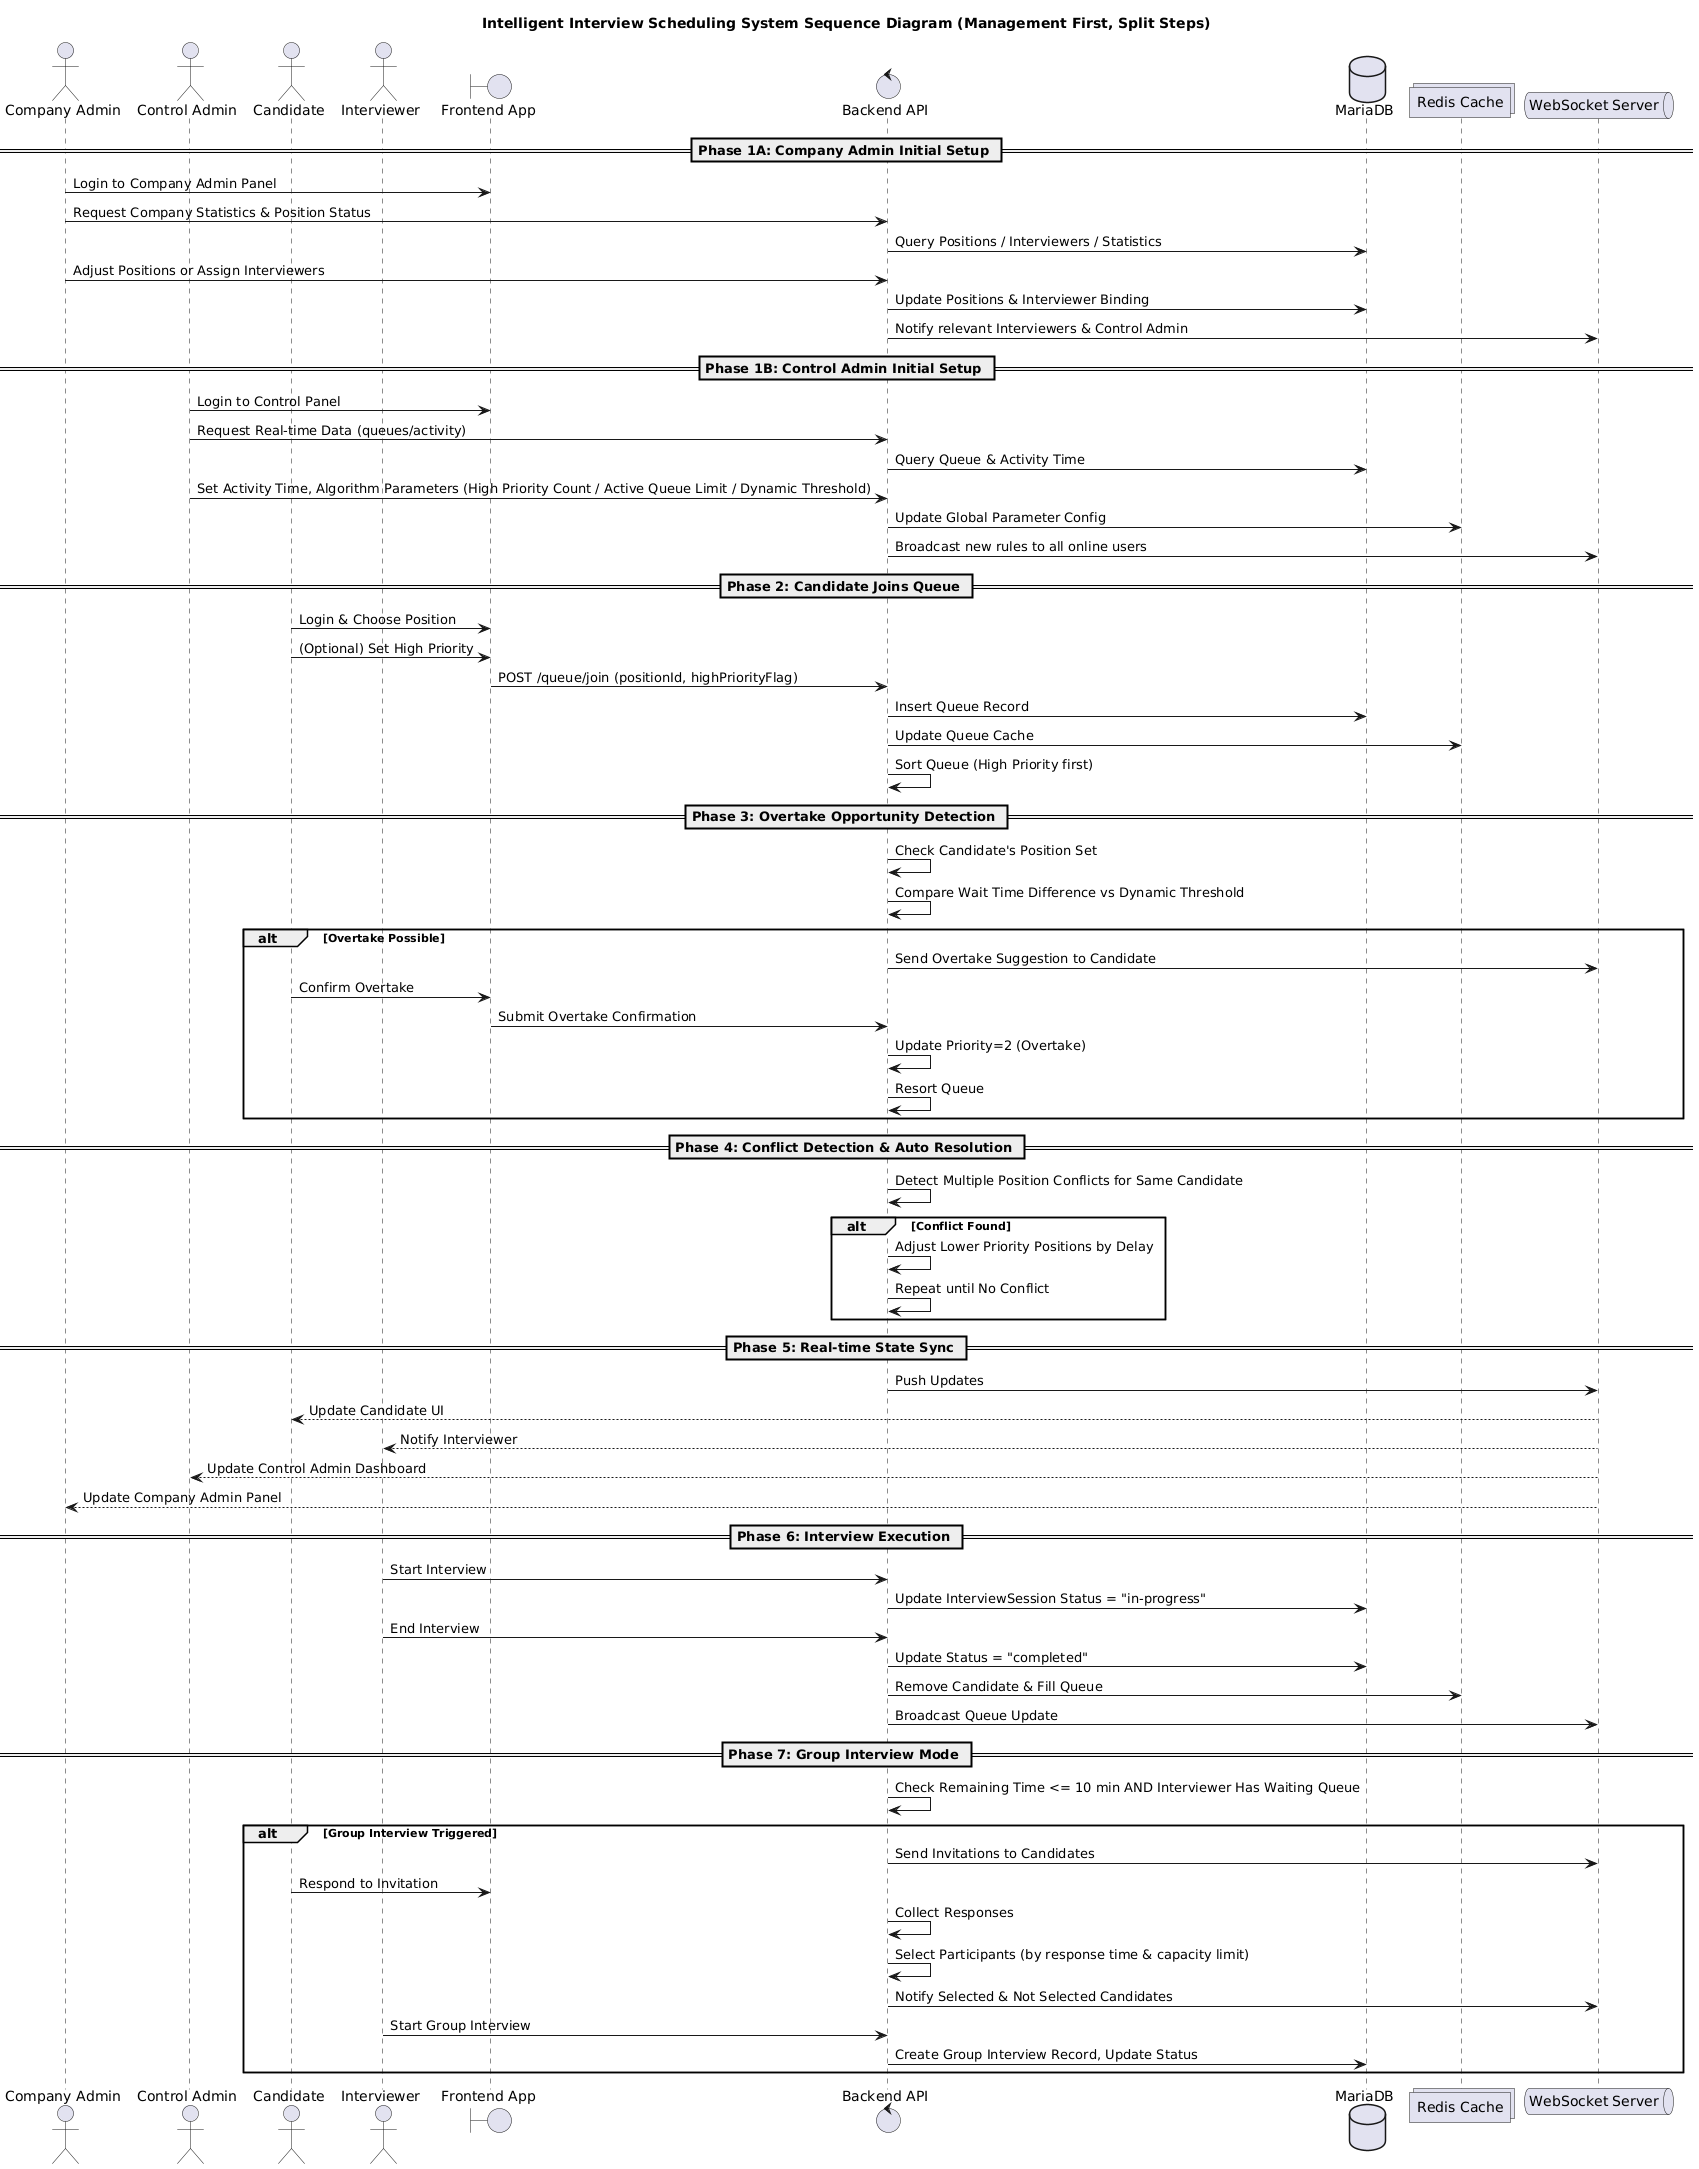 Intelligent Interview Scheduling System Sequence Diagram (Management First, Split Steps)
Company Admin
Control Admin
Candidate
Interviewer
Frontend App
Backend API
MariaDB
Redis Cache
WebSocket Server
Phase 1A: Company Admin Initial Setup
Login to Company Admin Panel
Request Company Statistics & Position Status
Query Positions / Interviewers / Statistics
Adjust Positions or Assign Interviewers
Update Positions & Interviewer Binding
Notify relevant Interviewers & Control Admin
Phase 1B: Control Admin Initial Setup
Login to Control Panel
Request Real-time Data (queues/activity)
Query Queue & Activity Time
Set Activity Time, Algorithm Parameters (High Priority Count / Active Queue Limit / Dynamic Threshold)
Update Global Parameter Config
Broadcast new rules to all online users
Phase 2: Candidate Joins Queue
Login & Choose Position
(Optional) Set High Priority
POST /queue/join (positionId, highPriorityFlag)
Insert Queue Record
Update Queue Cache
Sort Queue (High Priority first)
Phase 3: Overtake Opportunity Detection
Check Candidate's Position Set
Compare Wait Time Difference vs Dynamic Threshold
alt [Overtake Possible]
Send Overtake Suggestion to Candidate
Confirm Overtake
Submit Overtake Confirmation
Update Priority=2 (Overtake)
Resort Queue
Phase 4: Conflict Detection & Auto Resolution
Detect Multiple Position Conflicts for Same Candidate
alt [Conflict Found]
Adjust Lower Priority Positions by Delay
Repeat until No Conflict
Phase 5: Real-time State Sync
Push Updates
Update Candidate UI
Notify Interviewer
Update Control Admin Dashboard
Update Company Admin Panel
Phase 6: Interview Execution
Start Interview
Update InterviewSession Status = "in-progress"
End Interview
Update Status = "completed"
Remove Candidate & Fill Queue
Broadcast Queue Update
Phase 7: Group Interview Mode
Check Remaining Time <= 10 min AND Interviewer Has Waiting Queue
alt [Group Interview Triggered]
Send Invitations to Candidates
Respond to Invitation
Collect Responses
Select Participants (by response time & capacity limit)
Notify Selected & Not Selected Candidates
Start Group Interview
Create Group Interview Record, Update Status
Company Admin
Control Admin
Candidate
Interviewer
Frontend App
Backend API
MariaDB
Redis Cache
WebSocket Server